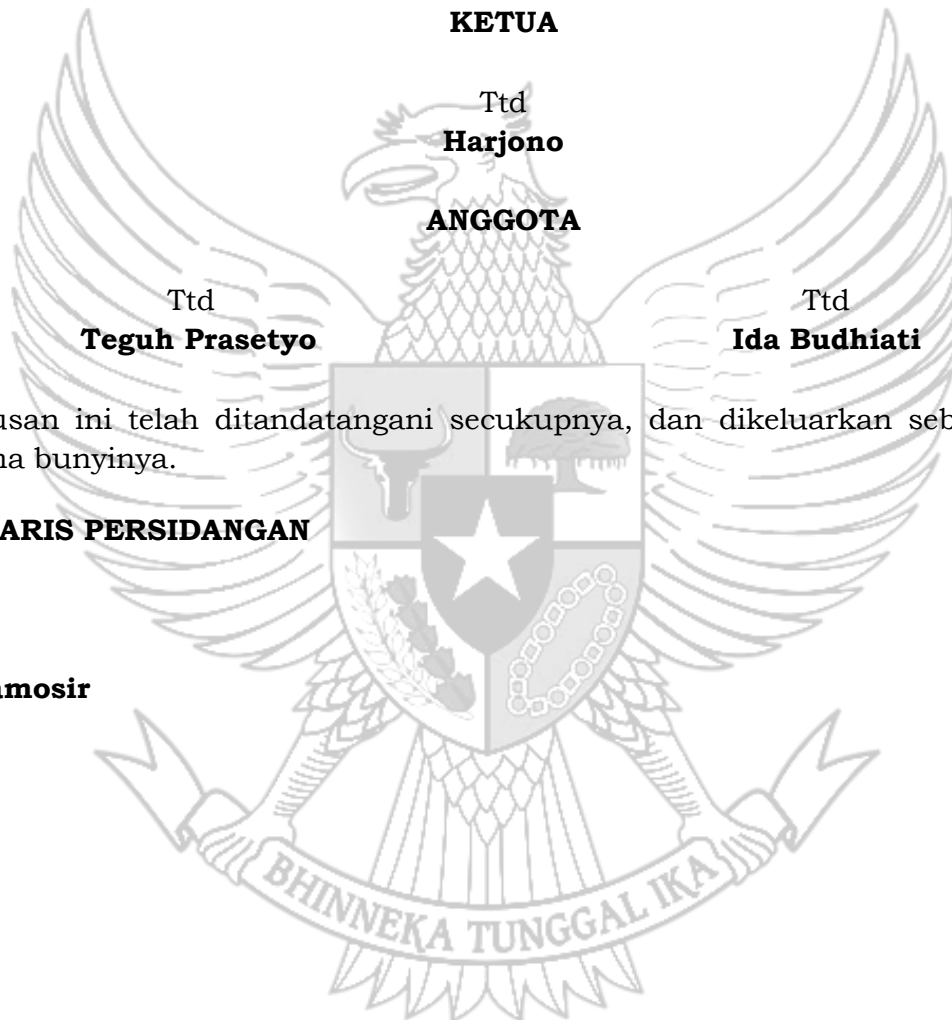 KETUA
Ttd
Harjono
ANGGOTA
Ttd Ttd
Teguh Prasetyo Ida Budhiati
usan ini telah ditandatangani secukupnya, dan dikeluarkan seb
na bunyinya.
ARIS PERSIDANGAN
amosir
BHINNEKA TUNGGAL IKA